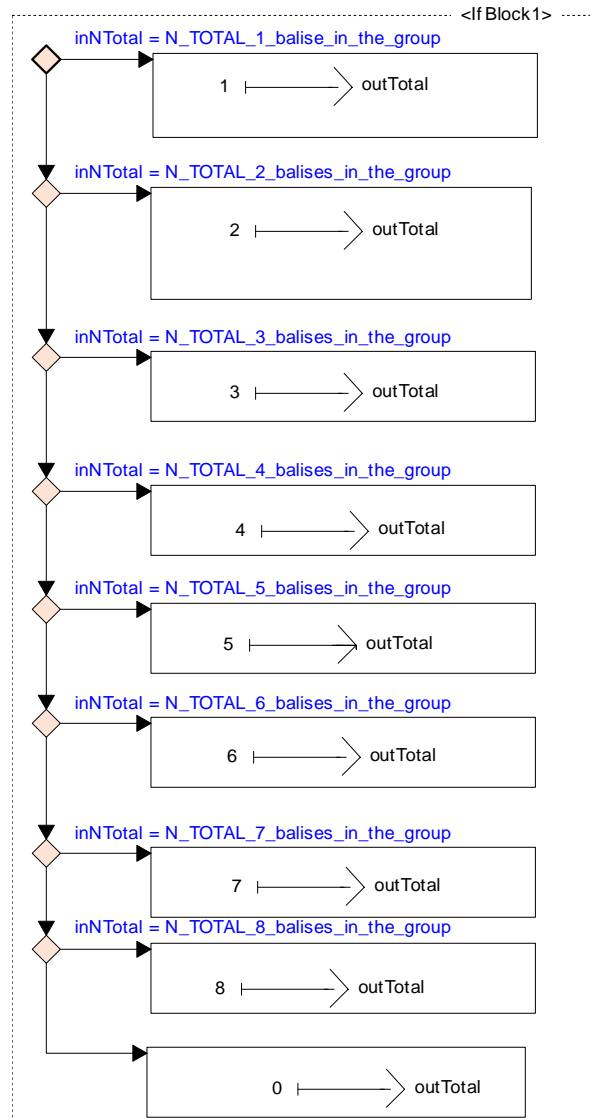 <If Block1>
inNTotal = N_TOTAL_1_balise_in_the_group
1 outTotal
inNTotal = N_TOTAL_2_balises_in_the_group
2 outTotal
inNTotal = N_TOTAL_3_balises_in_the_group
3 outTotal
inNTotal = N_TOTAL_4_balises_in_the_group
4 outTotal
inNTotal = N_TOTAL_5_balises_in_the_group
5 outTotal
inNTotal = N_TOTAL_6_balises_in_the_group
6 outTotal
inNTotal = N_TOTAL_7_balises_in_the_group
7 outTotal
inNTotal = N_TOTAL_8_balises_in_the_group
8 outTotal
0 outTotal